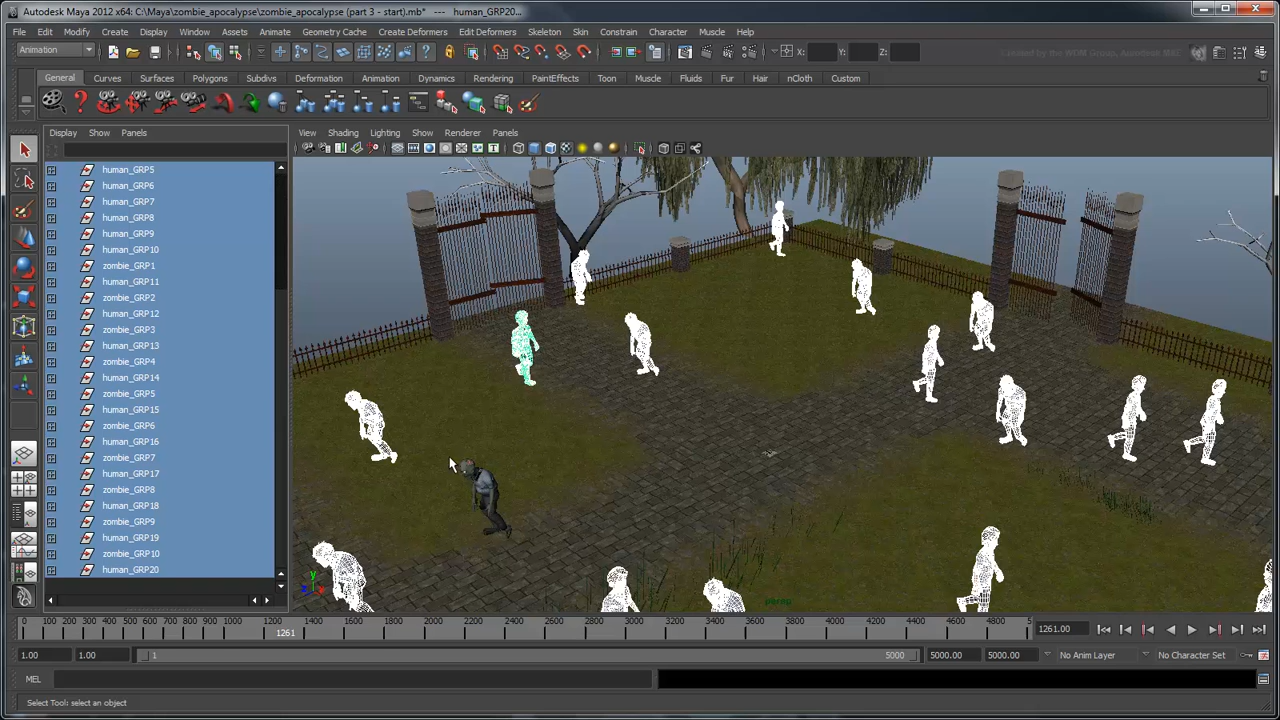 Autodesk Maya 2012 x64: C:\Maya\zombie_apocalypse\zombie_apocalypse (part 3 - start).mb* --- human_GRP20...
File Edit Modify Create Display Window Assets Animate Geometry Cache Create Deformers Edit Deformers Skeleton Skin Constraint Character Muscle Help
Animation X: Y: Z:
General Curves Surfaces Polygons Subdivs Deformation Animation Dynamics Rendering PaintEffects Toon Muscle Fluids Fur Hair nCloth Custom
Display Show Panels
View Shading Lighting Show Renderer Panels
human_GRP5
human_GRP6
human_GRP7
human_GRP8
human_GRP9
human_GRP10
zombie_GRP1
human_GRP11
zombie_GRP2
human_GRP12
zombie_GRP3
human_GRP13
zombie_GRP4
human_GRP14
zombie_GRP5
human_GRP15
zombie_GRP6
human_GRP16
zombie_GRP7
human_GRP17
zombie_GRP8
human_GRP18
zombie_GRP9
human_GRP19
zombie_GRP10
human_GRP20
y
persp
0 100 200 300 400 500 600 700 800 900 1000 1261 1400 1600 1800 2000 2200 2400 2600 2800 3000 3200 3400 3600 3800 4000 4200 4400 4600 4800 5
1261.00
1.00 1.00 1 5000 5000.00 5000.00 No Anim Layer No Character Set
MEL
Select Tool: select an object